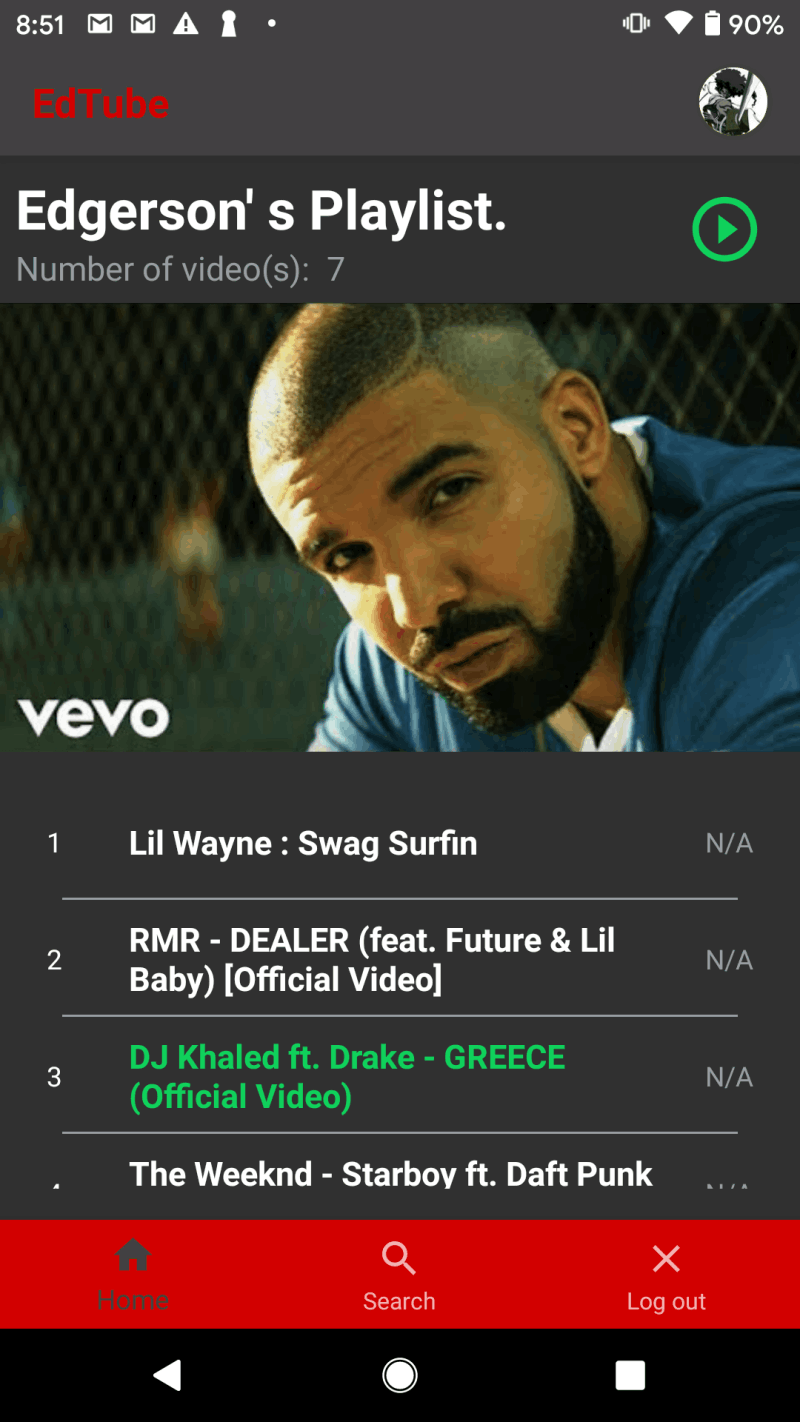 8:51
90%
EdTube
Edgerson' s Playlist.
Number of video(s): 7
vevo
1 Lil Wayne : Swag Surfin N/A
2 RMR - DEALER (feat. Future & Lil
Baby) [Official Video] N/A
3 DJ Khaled ft. Drake - GREECE
(Official Video) N/A
The Weeknd - Starboy ft. Daft Punk
Home Search Log out